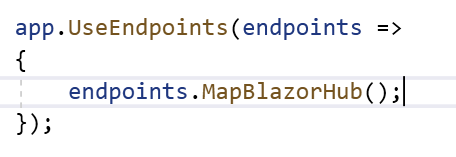 app.UseEndpoints(endpoints =>
{
    endpoints.MapBlazorHub();
});